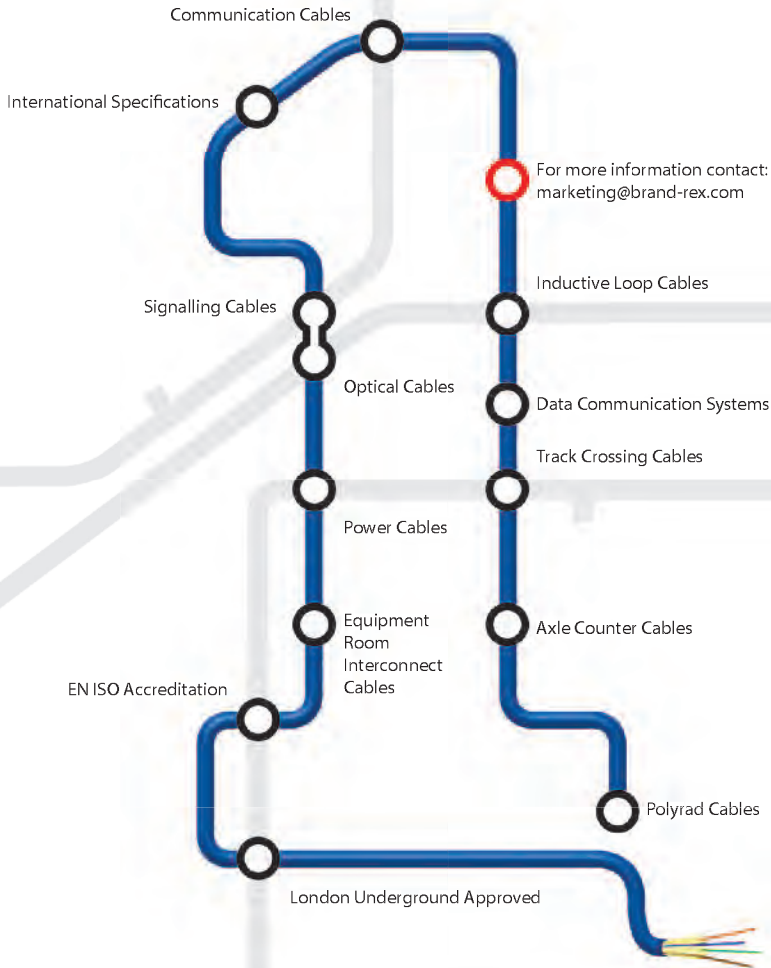 Communication Cables
International Specifications
For more information contact:
marketing@brand-rex.com
Inductive Loop Cables
Signalling Cables
Optical Cables
Data Communication Systems
Track Crossing Cables
Power Cables
Equipment
Room
Interconnect
Cables
Axle Counter Cables
EN ISO Accreditation
Polyrad Cables
London Underground Approved